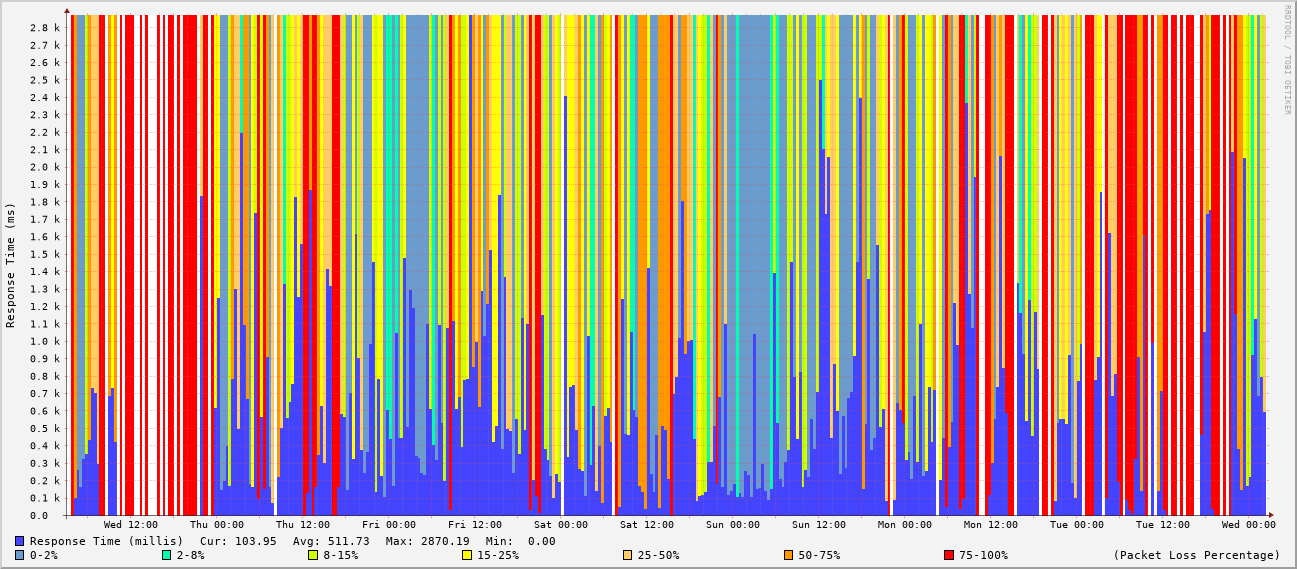 RRDTOOL / TOBI OETIKER
Response Time (ms)
2.8 k
2.7 k
2.6 k
2.5 k
2.4 k
2.3 k
2.2 k
2.1 k
2.0 k
1.9 k
1.8 k
1.7 k
1.6 k
1.5 k
1.4 k
1.3 k
1.2 k
1.1 k
1.0 k
0.9 k
0.8 k
0.7 k
0.6 k
0.5 k
0.4 k
0.3 k
0.2 k
0.1 k
0.0
Wed 12:00 Thu 00:00 Thu 12:00 Fri 00:00 Fri 12:00 Sat 00:00 Sat 12:00 Sun 00:00 Sun 12:00 Mon 00:00 Mon 12:00 Tue 00:00 Tue 12:00 Wed 00:00
Response Time (millis) Cur: 103.95 Avg: 511.73 Max: 2870.19 Min: 0.00
0-2% 2-8% 8-15% 15-25% 25-50% 50-75% 75-100% (Packet Loss Percentage)